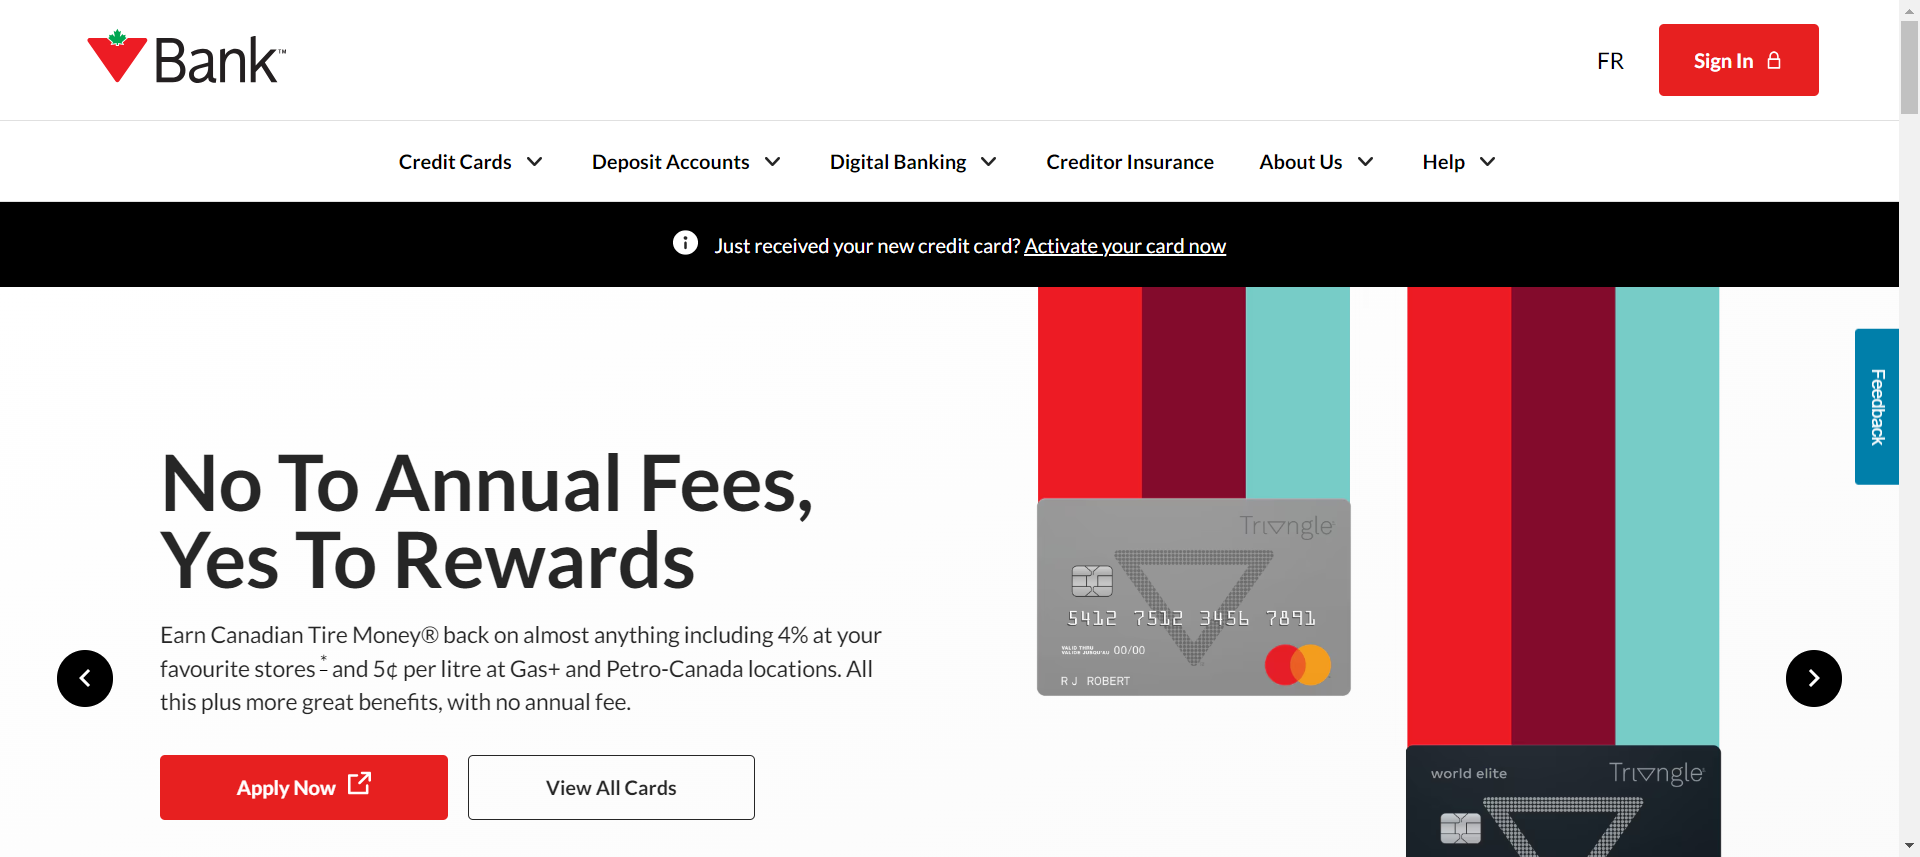 Bank™
FR
Sign In
Credit Cards
Deposit Accounts
Digital Banking
Creditor Insurance
About Us
Help
Just received your new credit card? Activate your card now
Feedback
No To Annual Fees,
Yes To Rewards
Earn Canadian Tire Money® back on almost anything including 4% at your
favourite stores * and 5¢ per litre at Gas+ and Petro-Canada locations. All
this plus more great benefits, with no annual fee.
Apply Now
View All Cards
Triangle
5412 7512 3456 7891
VALID THRU
VALIDE JUSQU'AU 00/00
R J ROBERT
world elite
Triangle